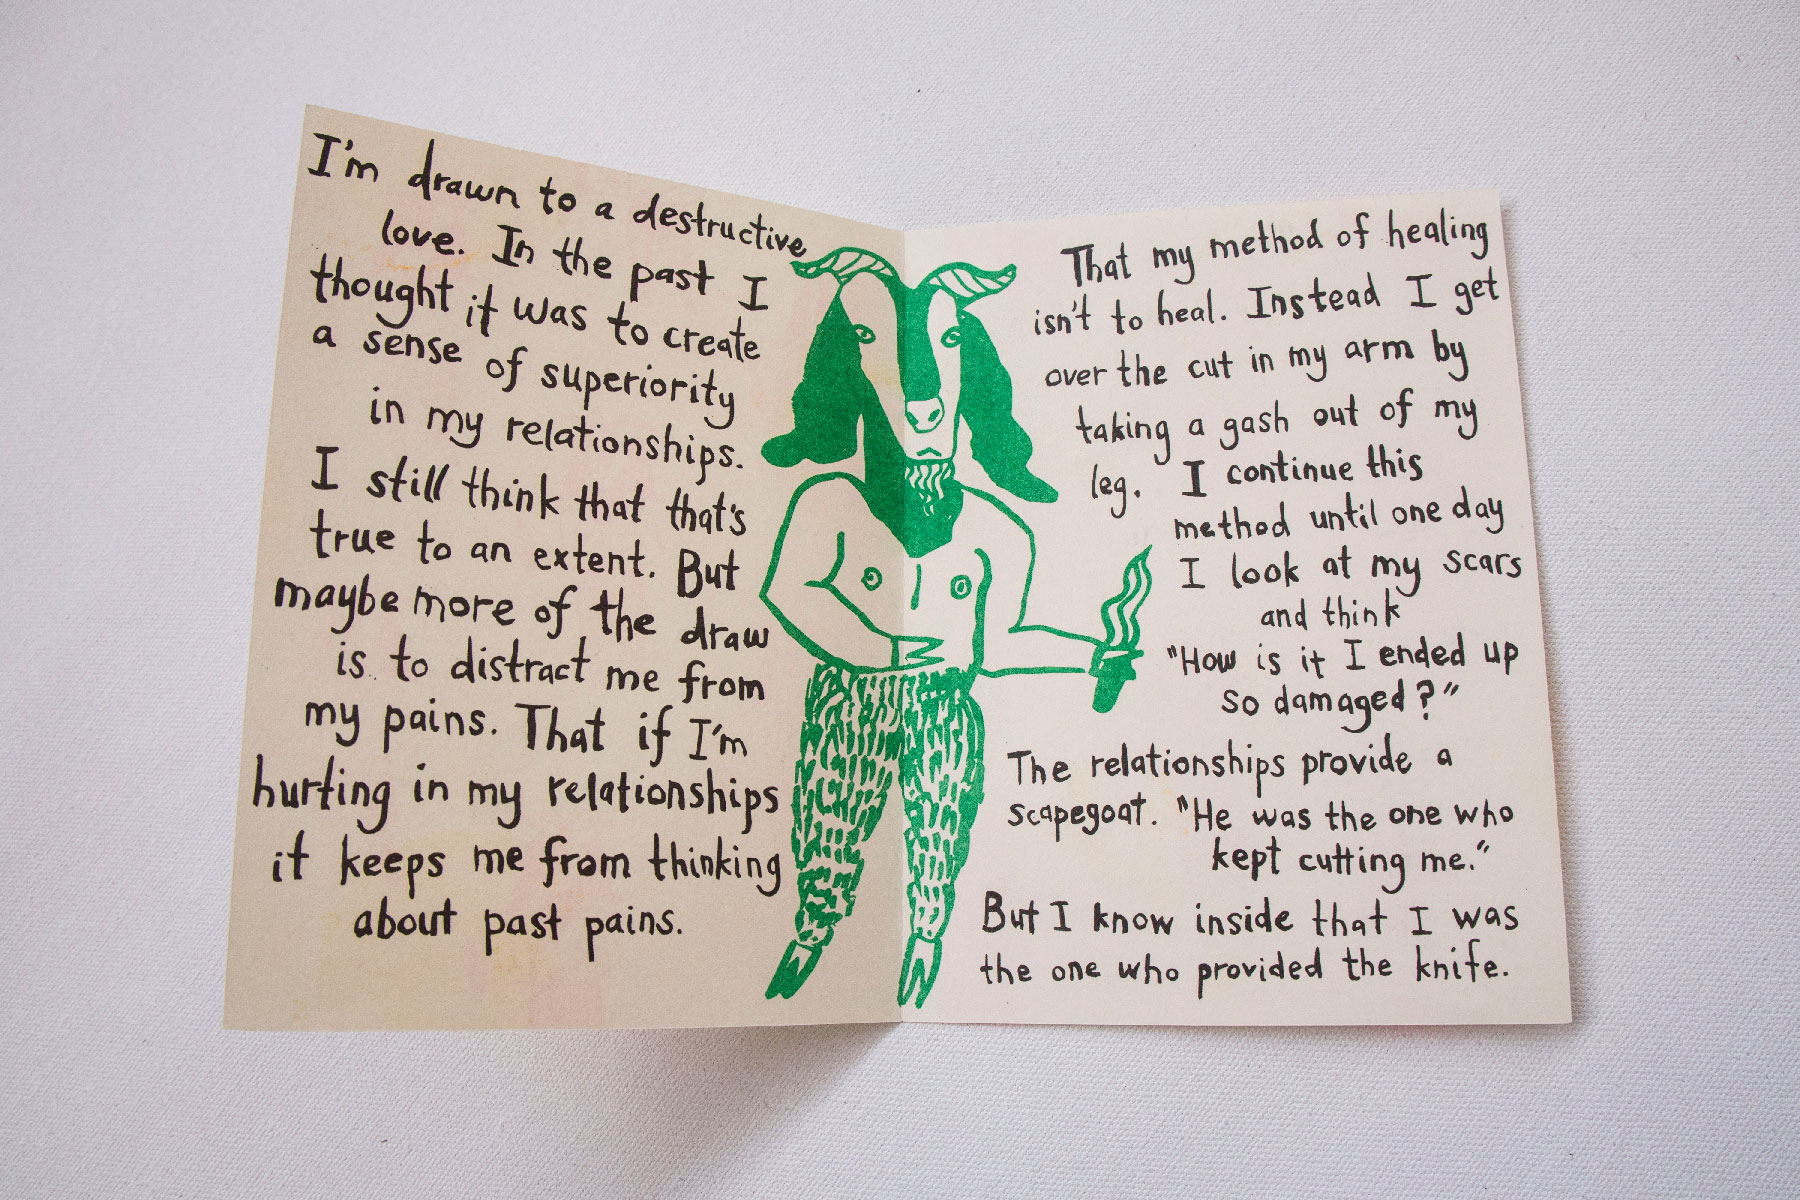 I'm drawn to a destructive
love. In the past I
thought it was to create
a sense of superiority
in my relationships.
I still think that that's
true to an extent. But
maybe more of the draw
is to distract me from
my pains. That if I'm
hurting in my relationships
it keeps me from thinking
about past pains.
That my method of healing
isn't to heal. Instead I get
over the cut in my arm by
taking a gash out of my
leg. I continue this
method until one day
I look at my scars
and think
"How is it I ended up
so damaged?"
The relationships provide a
scapegoat. "He was the one who
kept cutting me."
But I know inside that I was
the one who provided the knife.